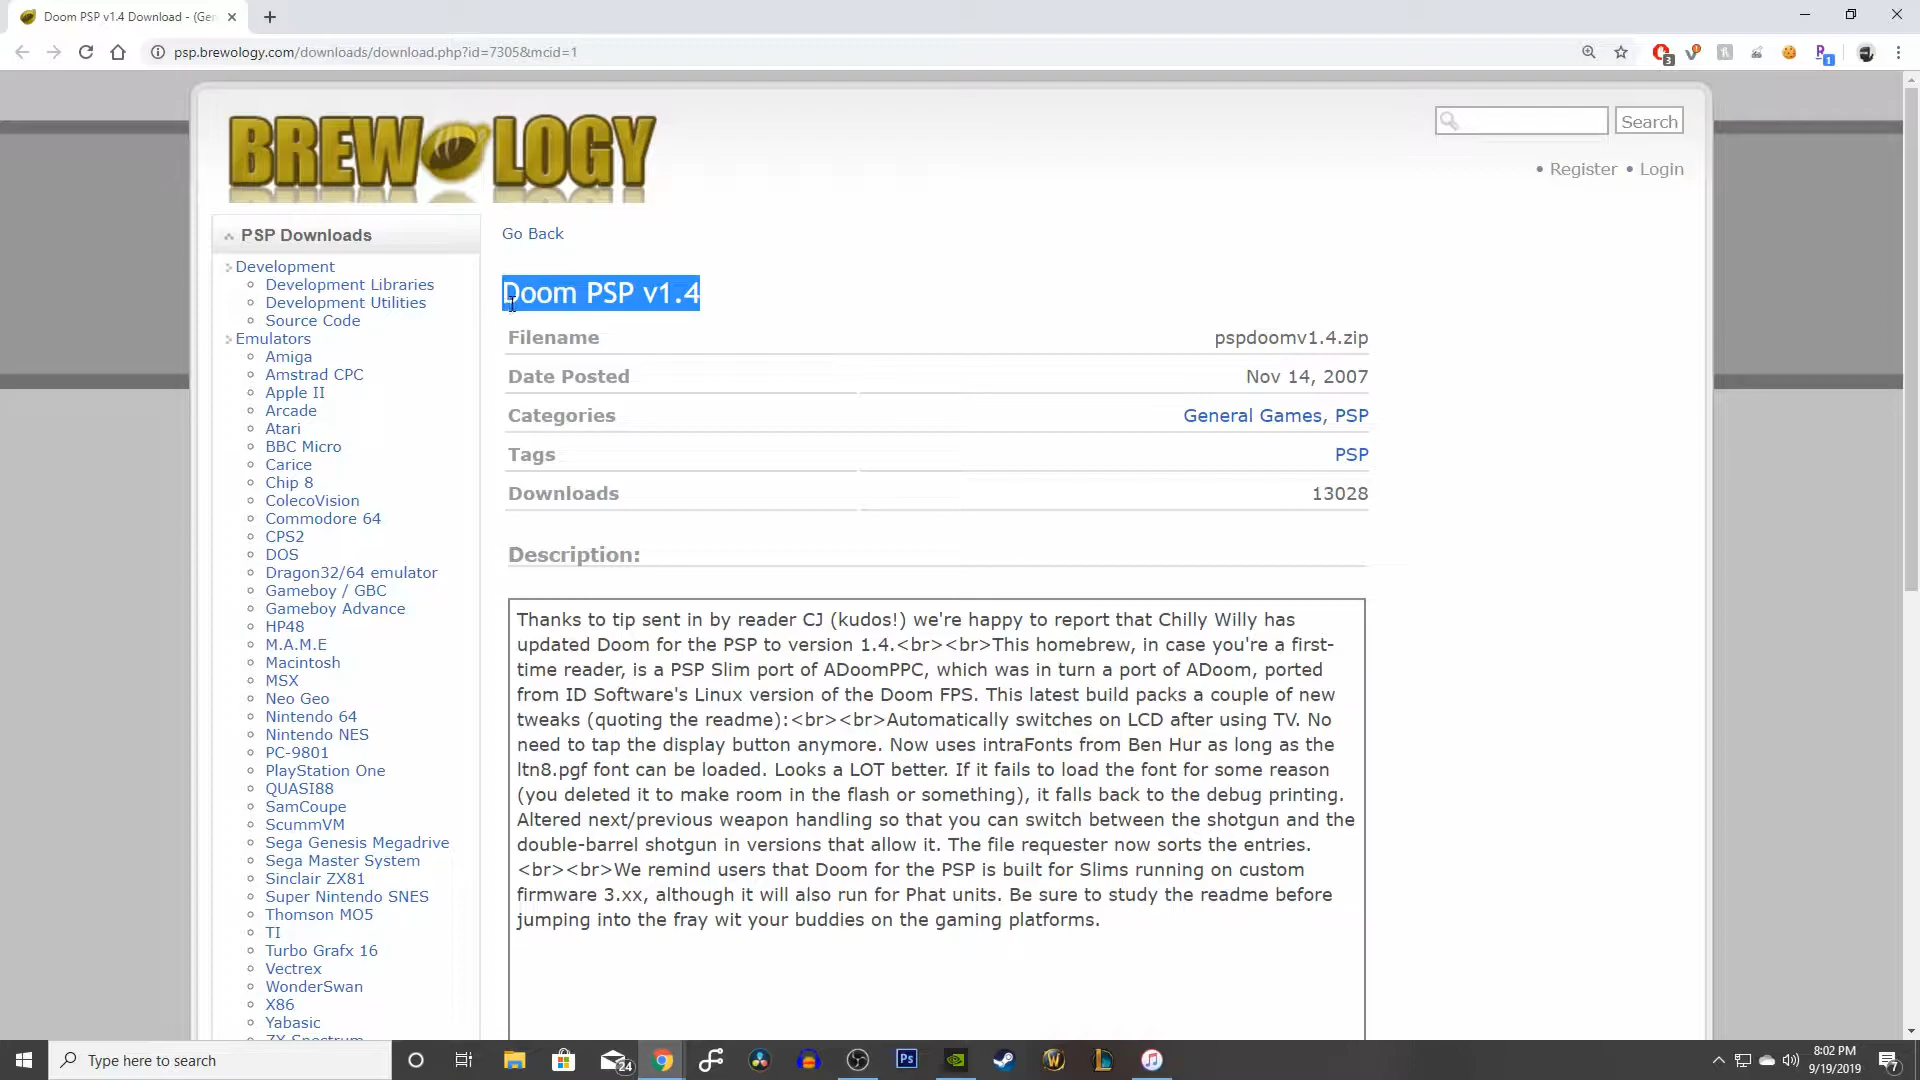 Doom PSP v1.4 Download - (Gen
psp.brewology.com/downloads/download.php?id=7305&mcid=1
3
1
BREWOLOGY
Search
• Register • Login
PSP Downloads
Development
Development Libraries
Development Utilities
Source Code
Emulators
Amiga
Amstrad CPC
Apple II
Arcade
Atari
BBC Micro
Carice
Chip 8
ColecoVision
Commodore 64
CPS2
DOS
Dragon32/64 emulator
Gameboy / GBC
Gameboy Advance
HP48
M.A.M.E
Macintosh
MSX
Neo Geo
Nintendo 64
Nintendo NES
PC-9801
PlayStation One
QUASI88
SamCoupe
ScummVM
Sega Genesis Megadrive
Sega Master System
Sinclair ZX81
Super Nintendo SNES
Thomson MO5
TI
Turbo Grafx 16
Vectrex
WonderSwan
X86
Yabasic
ZX Spectrum
Go Back
Doom PSP v1.4
Filename pspdoomv1.4.zip
Date Posted Nov 14, 2007
Categories General Games, PSP
Tags PSP
Downloads 13028
Description:
Thanks to tip sent in by reader CJ (kudos!) we're happy to report that Chilly Willy has
updated Doom for the PSP to version 1.4.<br><br>This homebrew, in case you're a first-
time reader, is a PSP Slim port of ADoomPPC, which was in turn a port of ADoom, ported
from ID Software's Linux version of the Doom FPS. This latest build packs a couple of new
tweaks (quoting the readme):<br><br>Automatically switches on LCD after using TV. No
need to tap the display button anymore. Now uses intraFonts from Ben Hur as long as the
ltn8.pgf font can be loaded. Looks a LOT better. If it fails to load the font for some reason
(you deleted it to make room in the flash or something), it falls back to the debug printing.
Altered next/previous weapon handling so that you can switch between the shotgun and the
double-barrel shotgun in versions that allow it. The file requester now sorts the entries.
<br><br>We remind users that Doom for the PSP is built for Slims running on custom
firmware 3.xx, although it will also run for Phat units. Be sure to study the readme before
jumping into the fray wit your buddies on the gaming platforms.
Type here to search
24
Ps
8:02 PM
9/19/2019
7